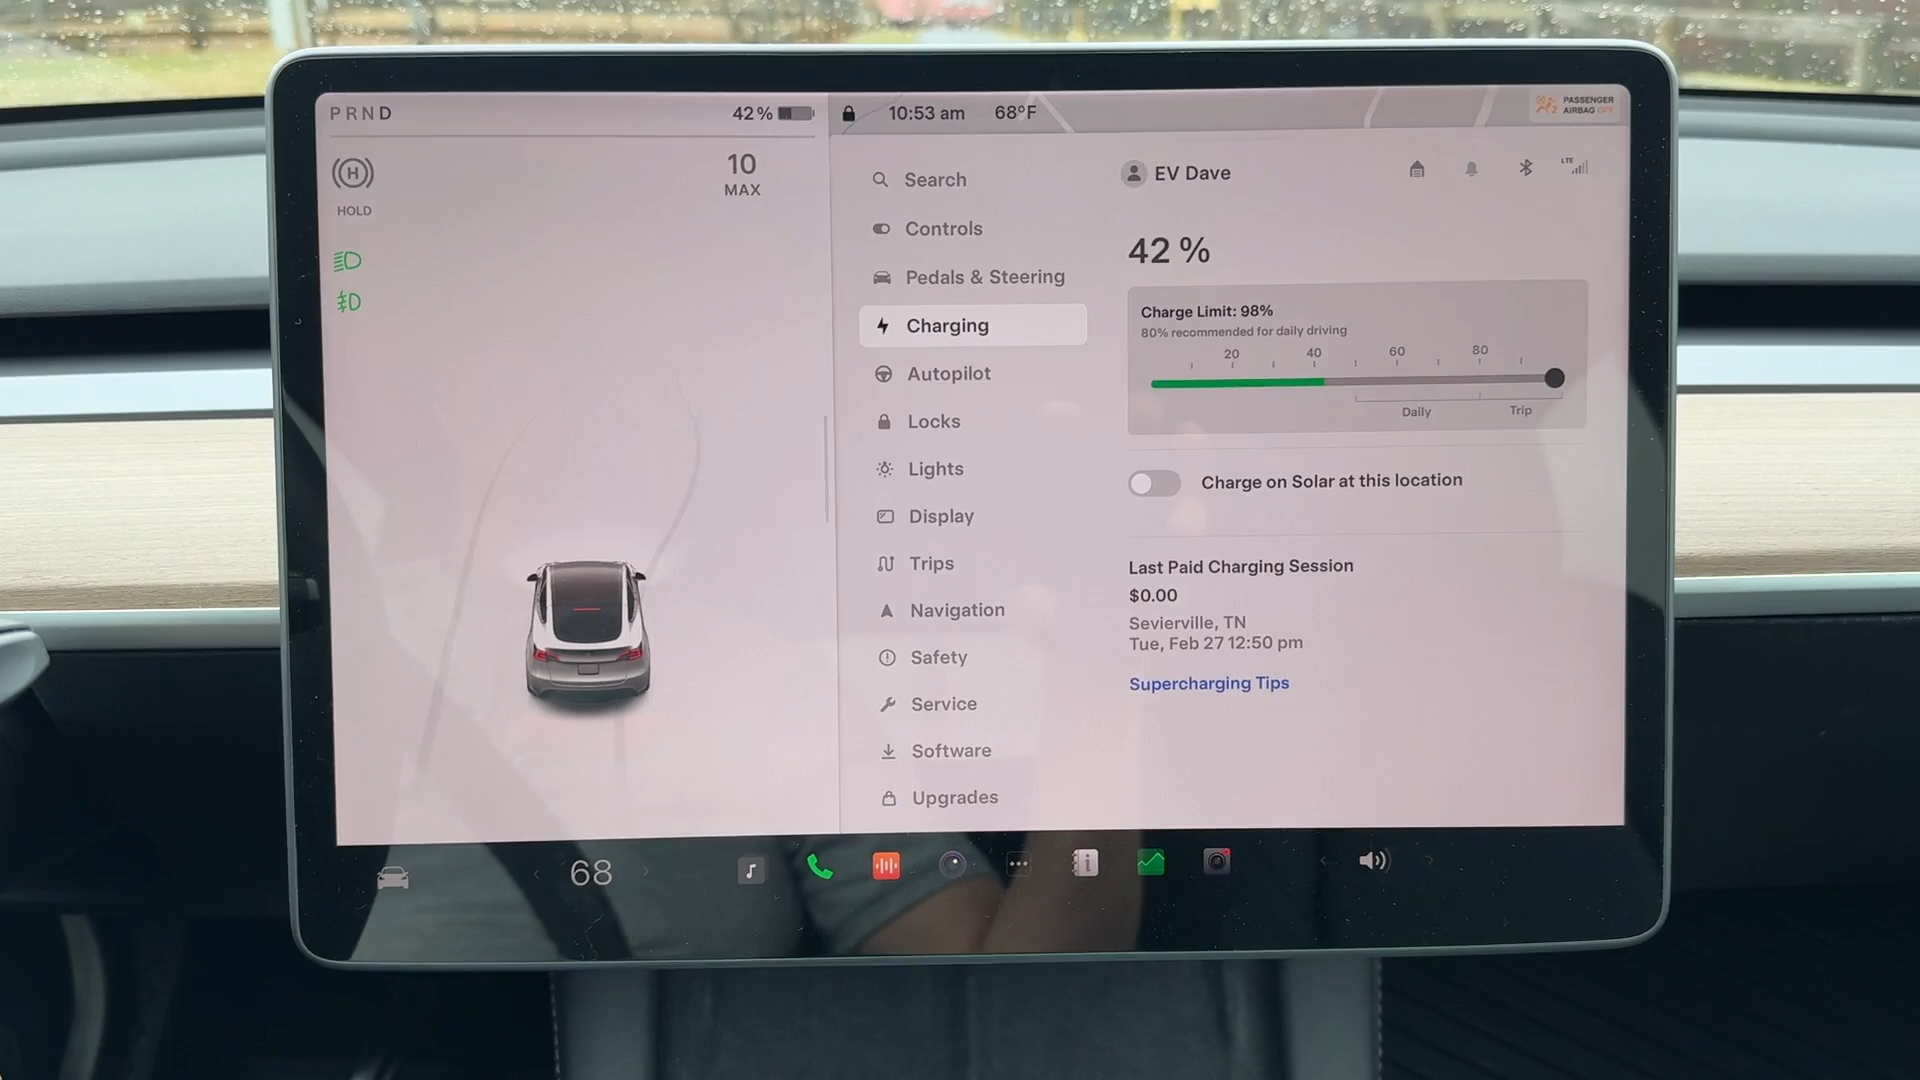 P R N D
42 %
10:53 am
68°F
PASSENGER
AIRBAG OFF
H
HOLD
10
MAX
Search
Controls
Pedals & Steering
Charging
Autopilot
Locks
Lights
Display
Trips
Navigation
Safety
Service
Software
Upgrades
EV Dave
LTE
42 %
Charge Limit: 98%
80% recommended for daily driving
20 40 60 80
Daily Trip
Charge on Solar at this location
Last Paid Charging Session
$0.00
Sevierville, TN
Tue, Feb 27 12:50 pm
Supercharging Tips
68